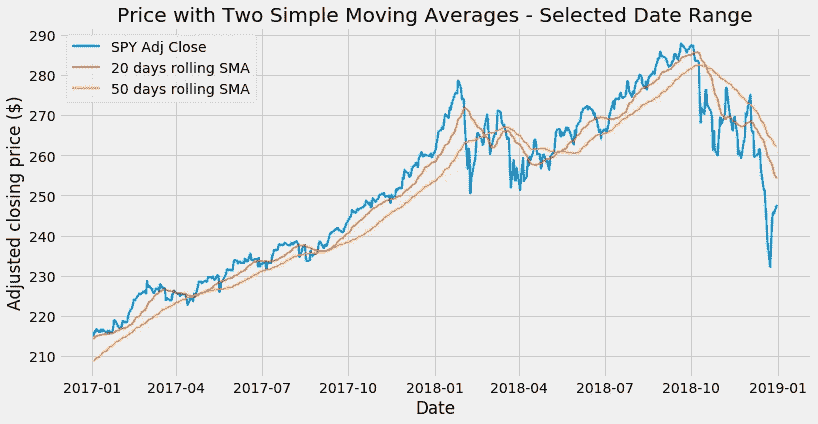 Price with Two Simple Moving Averages - Selected Date Range
SPY Adj Close
20 days rolling SMA
50 days rolling SMA
Adjusted closing price ($)
290
280
270
260
250
240
230
220
210
2017-01 2017-04 2017-07 2017-10 2018-01 2018-04 2018-07 2018-10 2019-01
Date